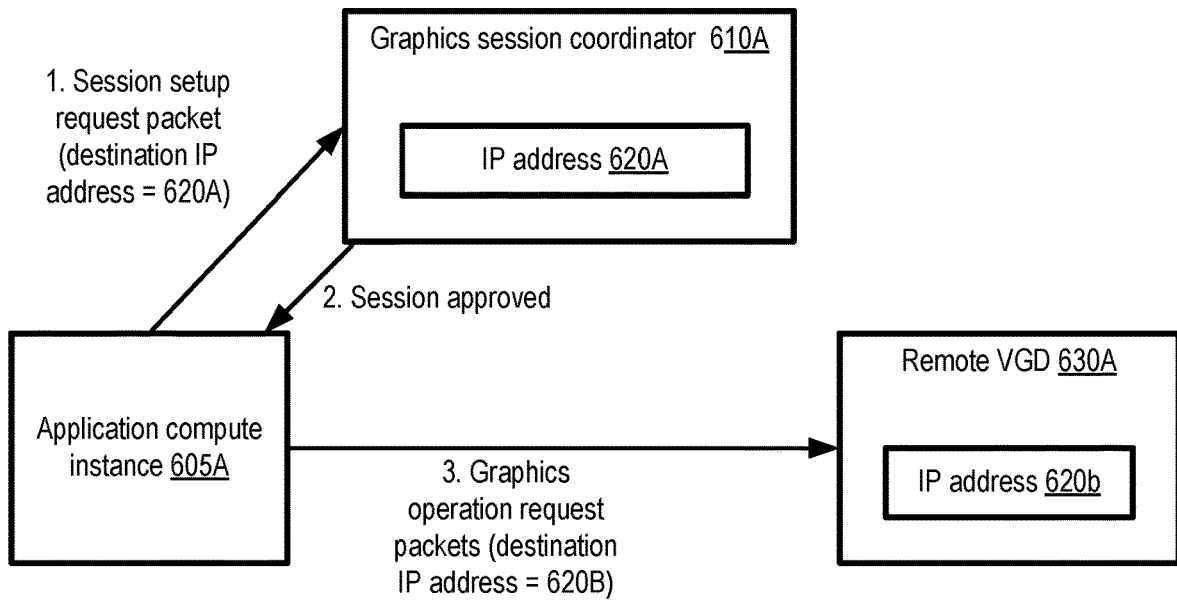 Graphics session coordinator 610A
IP address 620A
1. Session setup
request packet
(destination IP
address = 620A)
2. Session approved
Application compute
instance 605A
3. Graphics
operation request
packets (destination
IP address = 620B)
Remote VGD 630A
IP address 620b